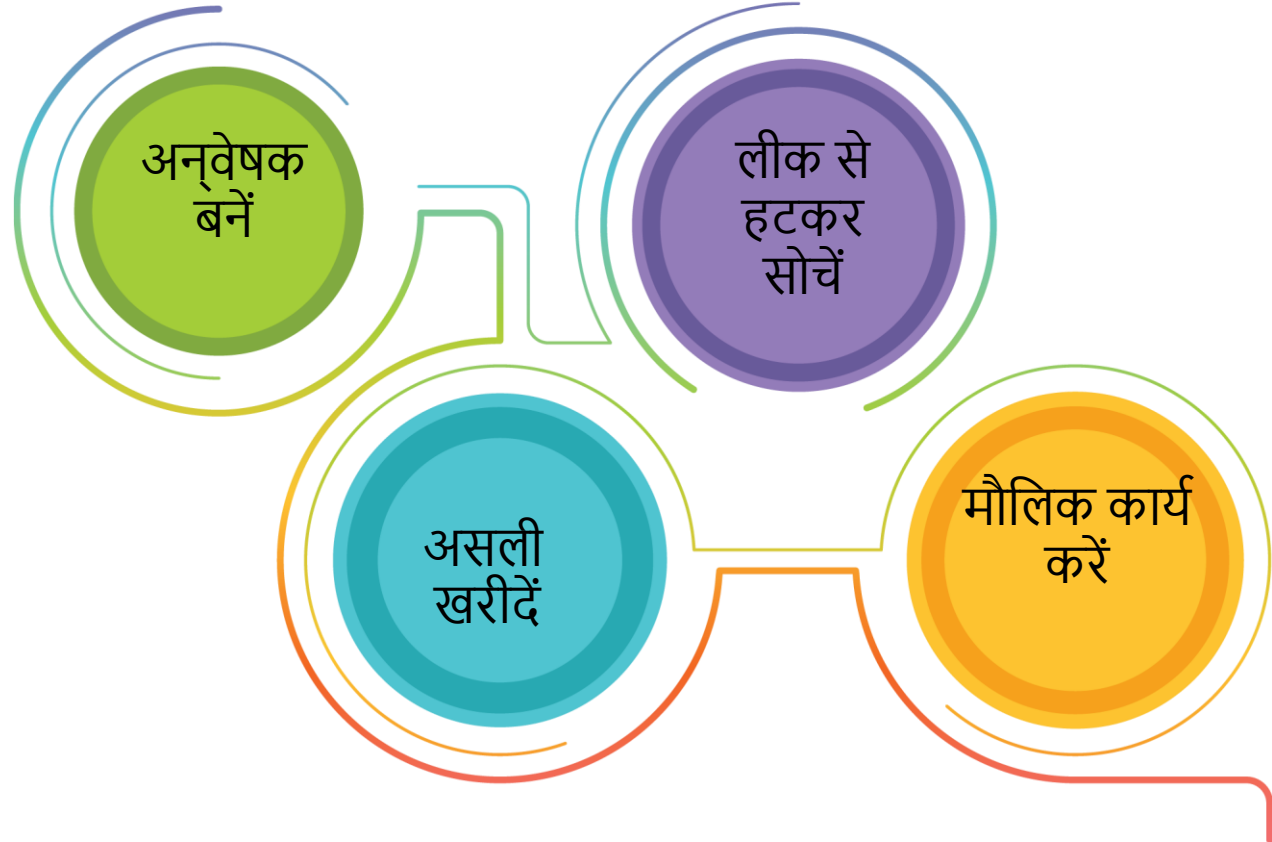 अन्वेषक
बनें
लीक से
हटकर
सोचें
असली
खरीदें
मौलिक कार्य
करें